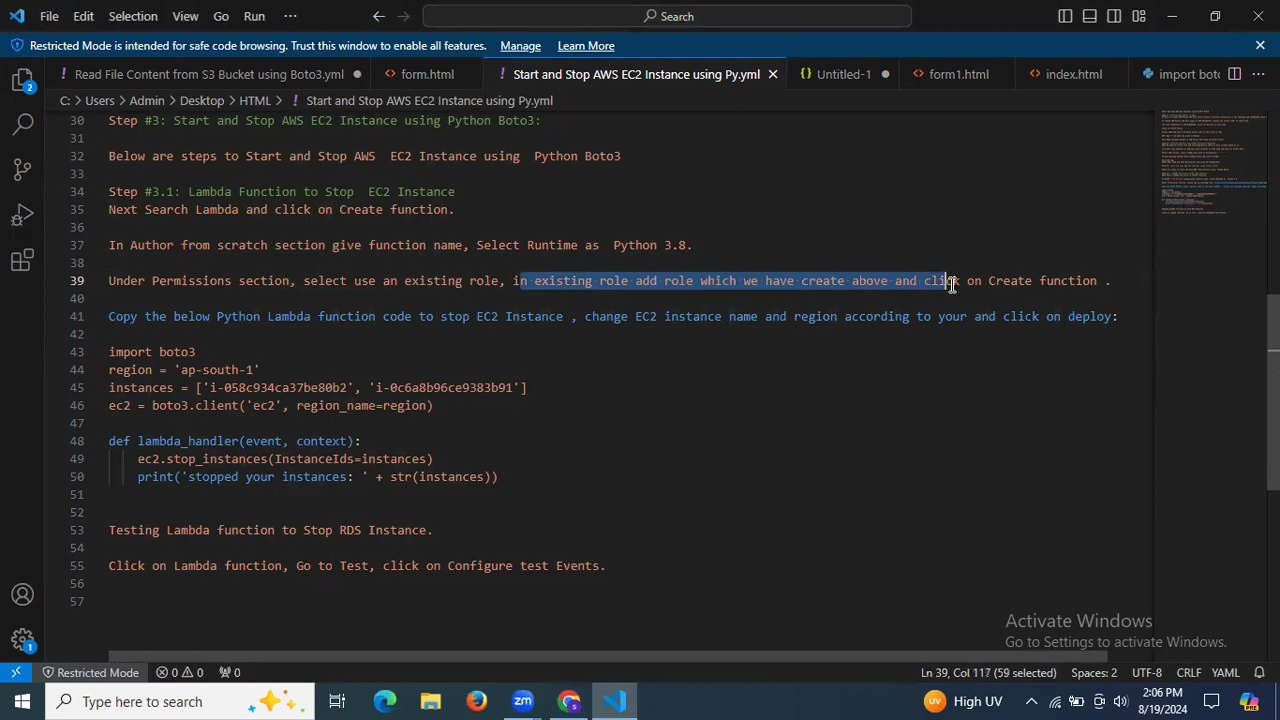 File Edit Selection View Go Run ··· Search
Restricted Mode is intended for safe code browsing. Trust this window to enable all features. Manage Learn More
Read File Content from S3 Bucket using Boto3.yml form.html Start and Stop AWS EC2 Instance using Py.yml Untitled-1 form1.html index.html import boto
C: > Users > Admin > Desktop > HTML > Start and Stop AWS EC2 Instance using Py.yml
30 Step #3: Start and Stop AWS EC2 Instance using Python Boto3:
31
32 Below are steps to Start and Stop AWS  EC2 Instance using Python Boto3
33
34 Step #3.1: Lambda Function to Stop  EC2 Instance
35 Next Search Lambda and click on Create function.
36
37 In Author from scratch section give function name, Select Runtime as  Python 3.8.
38
39 Under Permissions section, select use an existing role, in existing role add role which we have create above and click on Create function .
40
41 Copy the below Python Lambda function code to stop EC2 Instance , change EC2 instance name and region according to your and click on deploy:
42
43 import boto3
44 region = 'ap-south-1'
45 instances = ['i-058c934ca37be80b2', 'i-0c6a8b96ce9383b91']
46 ec2 = boto3.client('ec2', region_name=region)
47
48 def lambda_handler(event, context):
49     ec2.stop_instances(InstanceIds=instances)
50     print('stopped your instances: ' + str(instances))
51
52
53 Testing Lambda function to Stop RDS Instance.
54
55 Click on Lambda function, Go to Test, click on Configure test Events.
56
57
Activate Windows
Go to Settings to activate Windows.
Restricted Mode 0 0 0 Ln 39, Col 117 (59 selected) Spaces: 2 UTF-8 CRLF YAML
Type here to search High UV 2:06 PM
8/19/2024